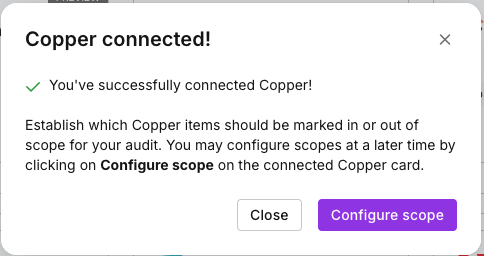 Copper connected!
You've successfully connected Copper!
Establish which Copper items should be marked in or out of
scope for your audit. You may configure scopes at a later time by
clicking on Configure scope on the connected Copper card.
Close
Configure scope